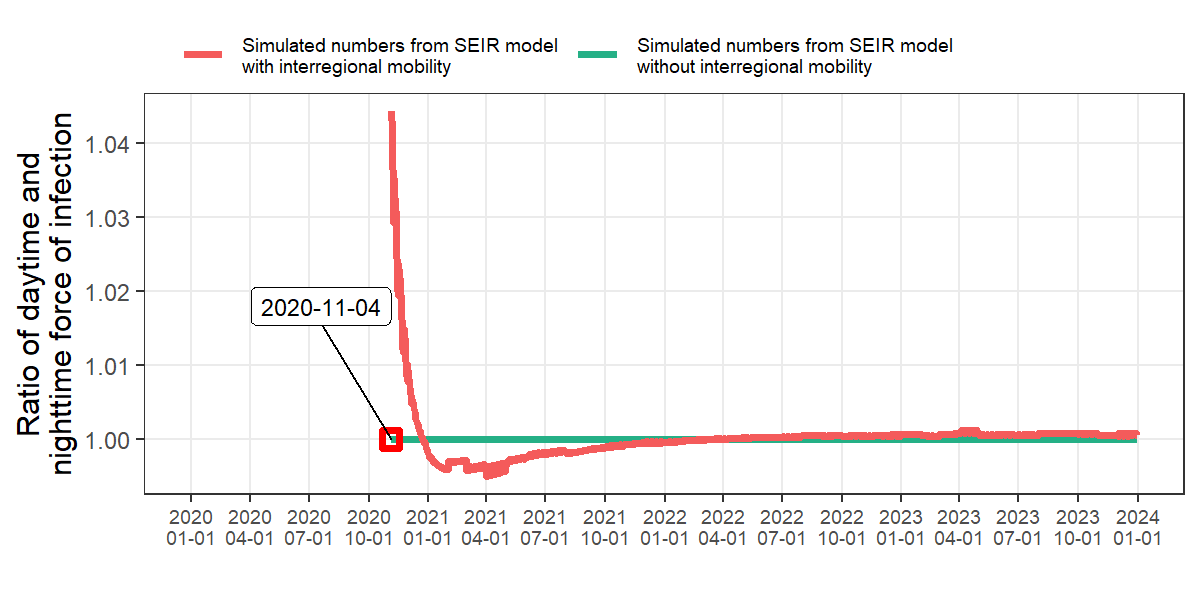 Simulated numbers from SEIR model
with interregional mobility
Simulated numbers from SEIR model
without interregional mobility
Ratio of daytime and
nighttime force of infection
1.04
1.03
1.02
1.01
1.00
2020-11-04
2020 2020 2020 2020 2021 2021 2021 2021 2022 2022 2022 2022 2023 2023 2023 2023 2024
01-01 04-01 07-01 10-01 01-01 04-01 07-01 10-01 01-01 04-01 07-01 10-01 01-01 04-01 07-01 10-01 01-01